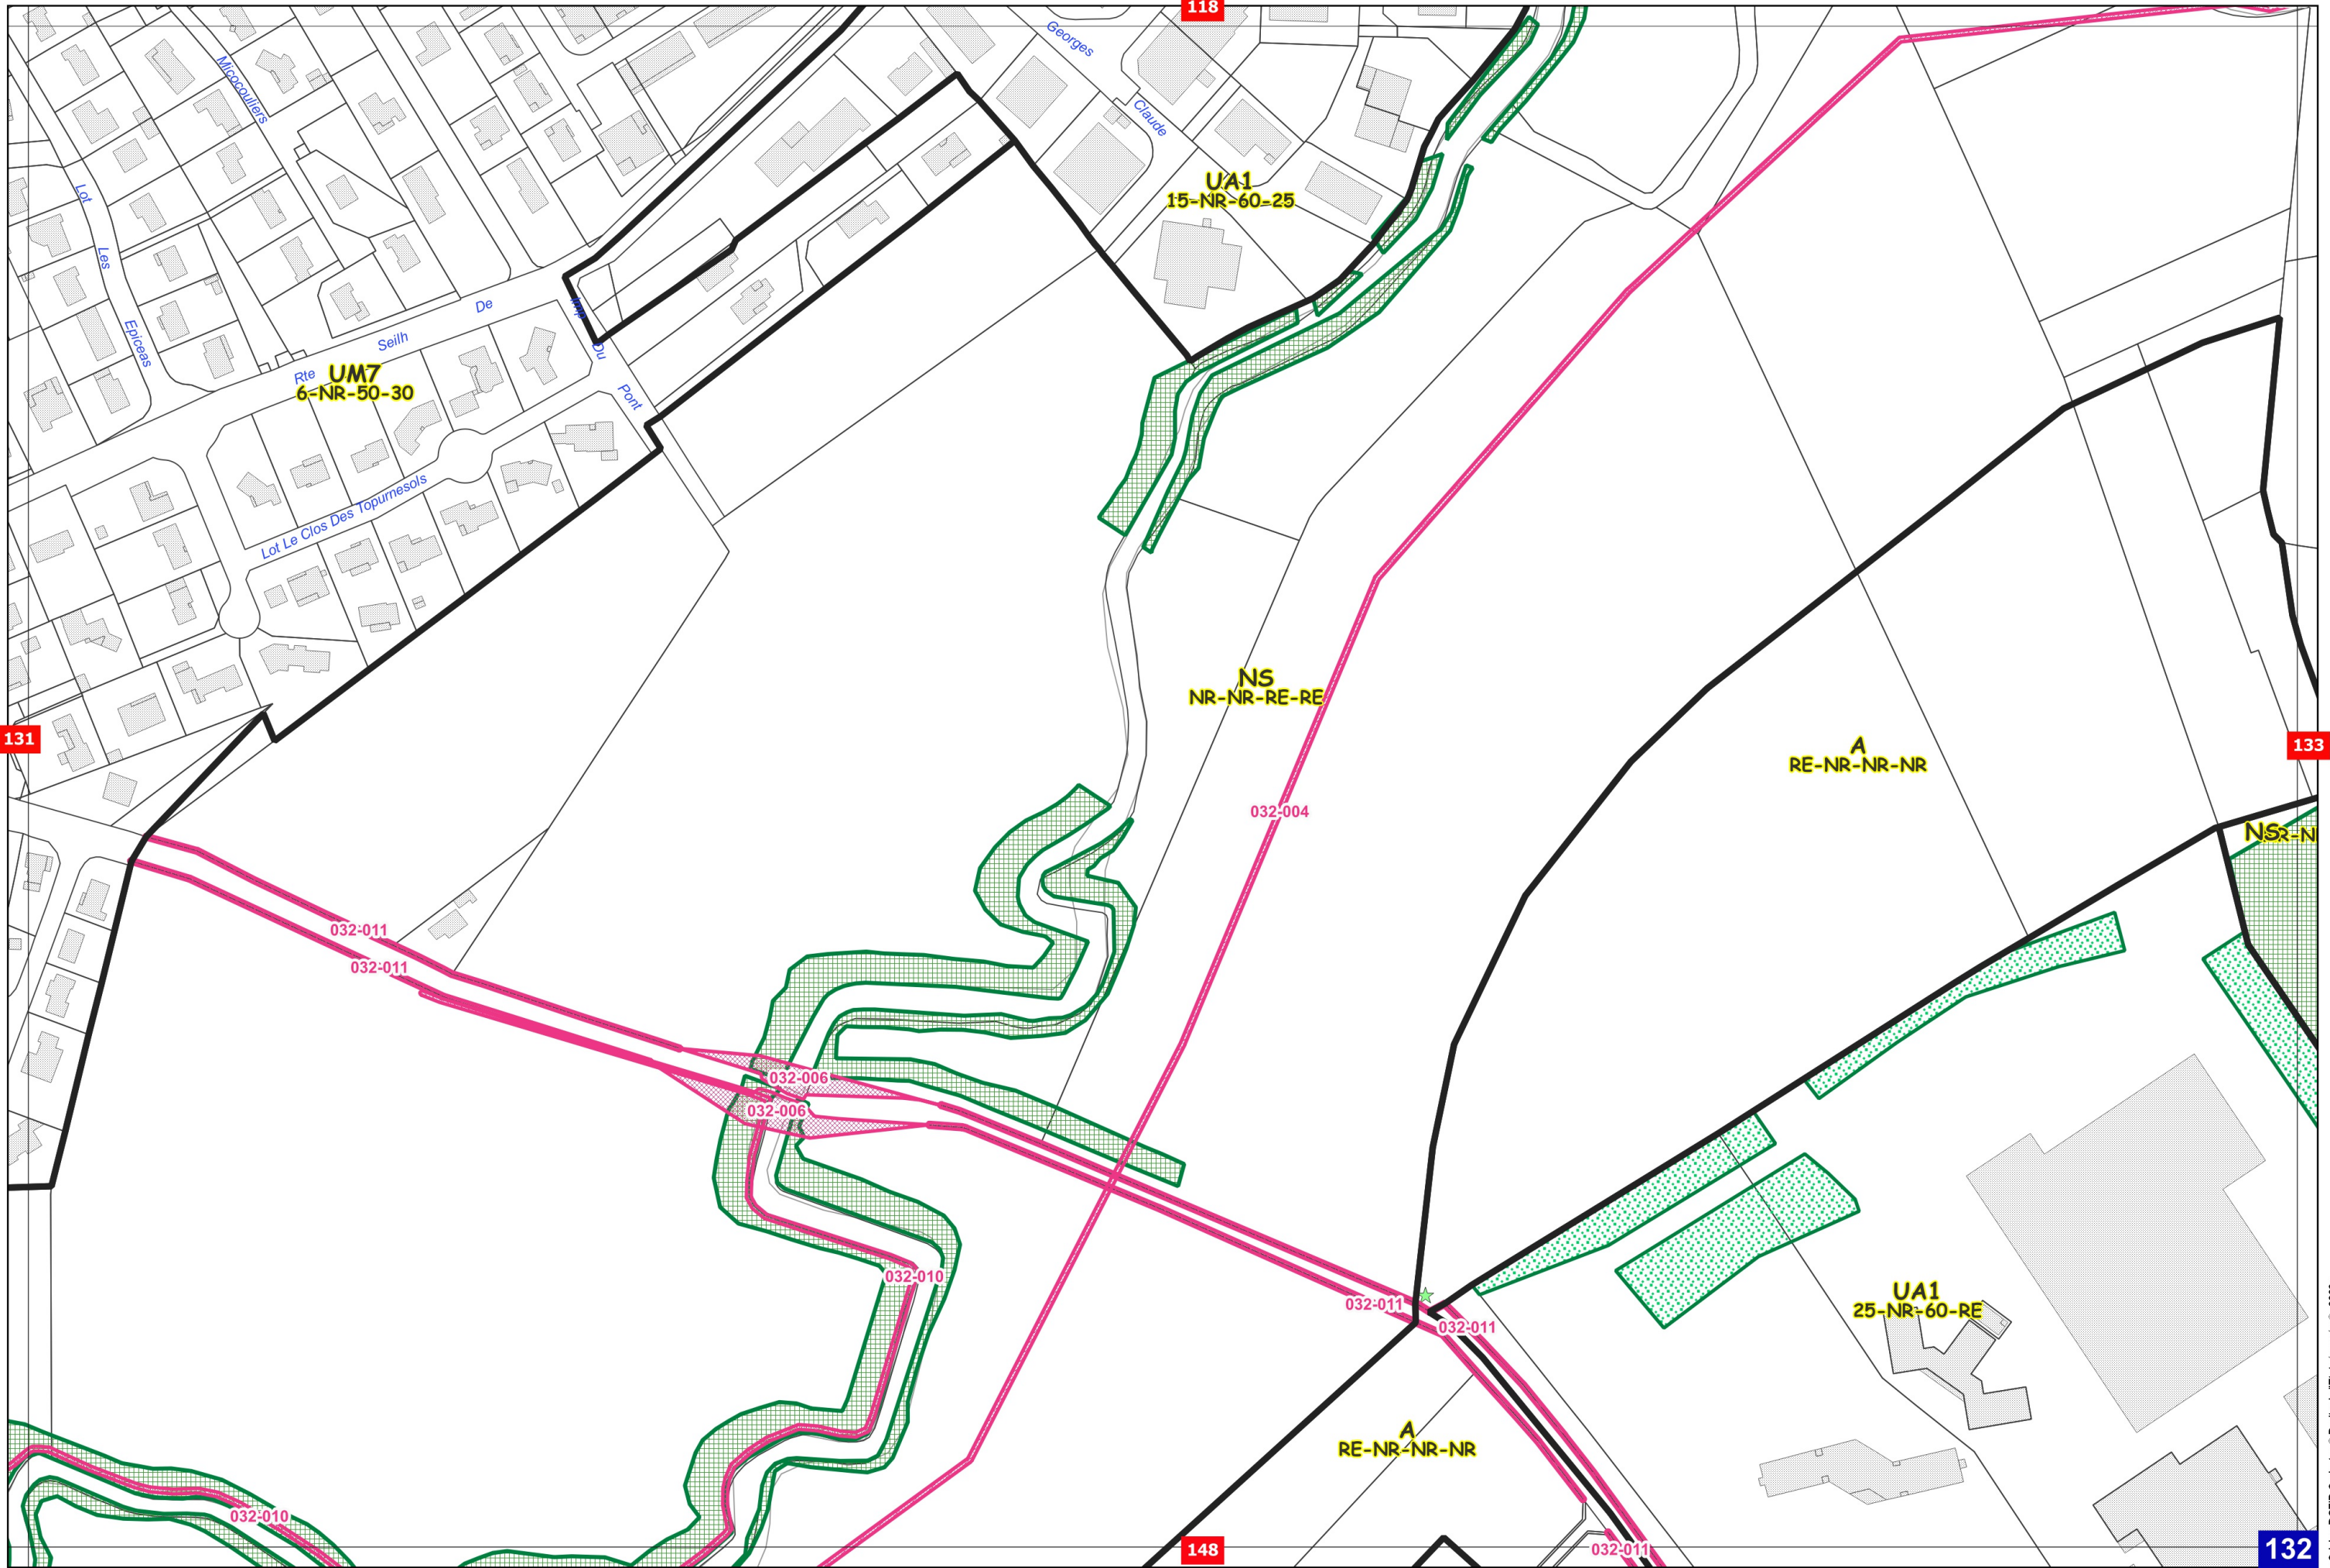 118
Georges
Micocouliers
Claude
UA1
15-NR-60-25
Lot
Les
Epiceas
Imp
Du
Pont
Rte
Seilh
De
UM7
6-NR-50-30
Lot Le Clos Des Topurnesols
NS
NR-NR-RE-RE
131
133
A
RE-NR-NR-NR
032-004
NS
032-011
032-011
032-006
032-006
032-010
032-011
032-011
UA1
25-NR-60-RE
A
RE-NR-NR-NR
032-010
032-011
148
132